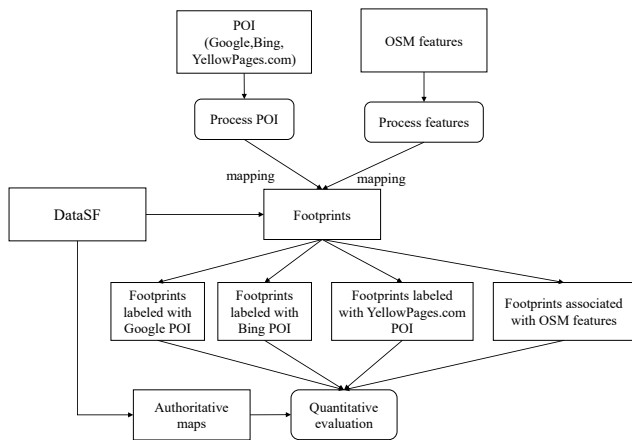 POI
(Google,Bing,
YellowPages.com)
OSM features
Process POI
Process features
mapping
mapping
DataSF
Footprints
Footprints
labeled with
Google POI
Footprints
labeled with
Bing POI
Footprints labeled
with YellowPages.com
POI
Footprints associated
with OSM features
Authoritative
maps
Quantitative
evaluation